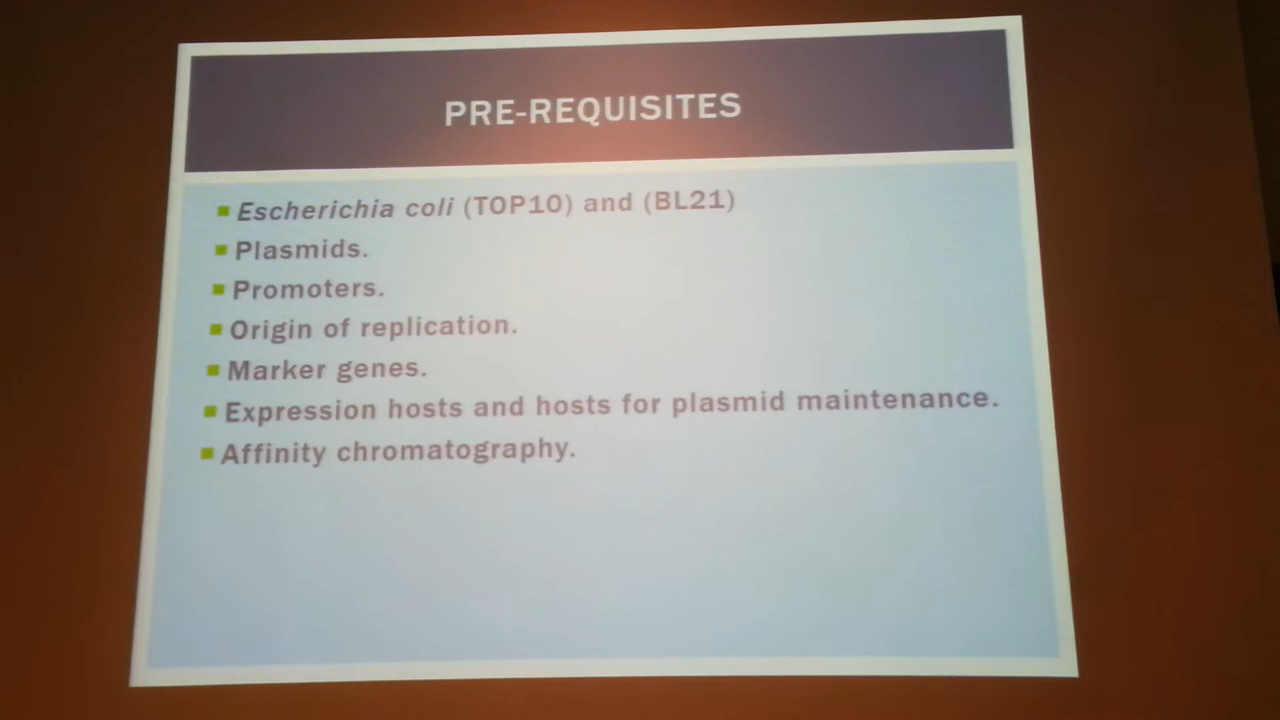 PRE-REQUISITES
Escherichia coli (TOP10) and (BL21)
Plasmids.
Promoters.
Origin of replication.
Marker genes.
Expression hosts and hosts for plasmid maintenance.
Affinity chromatography.